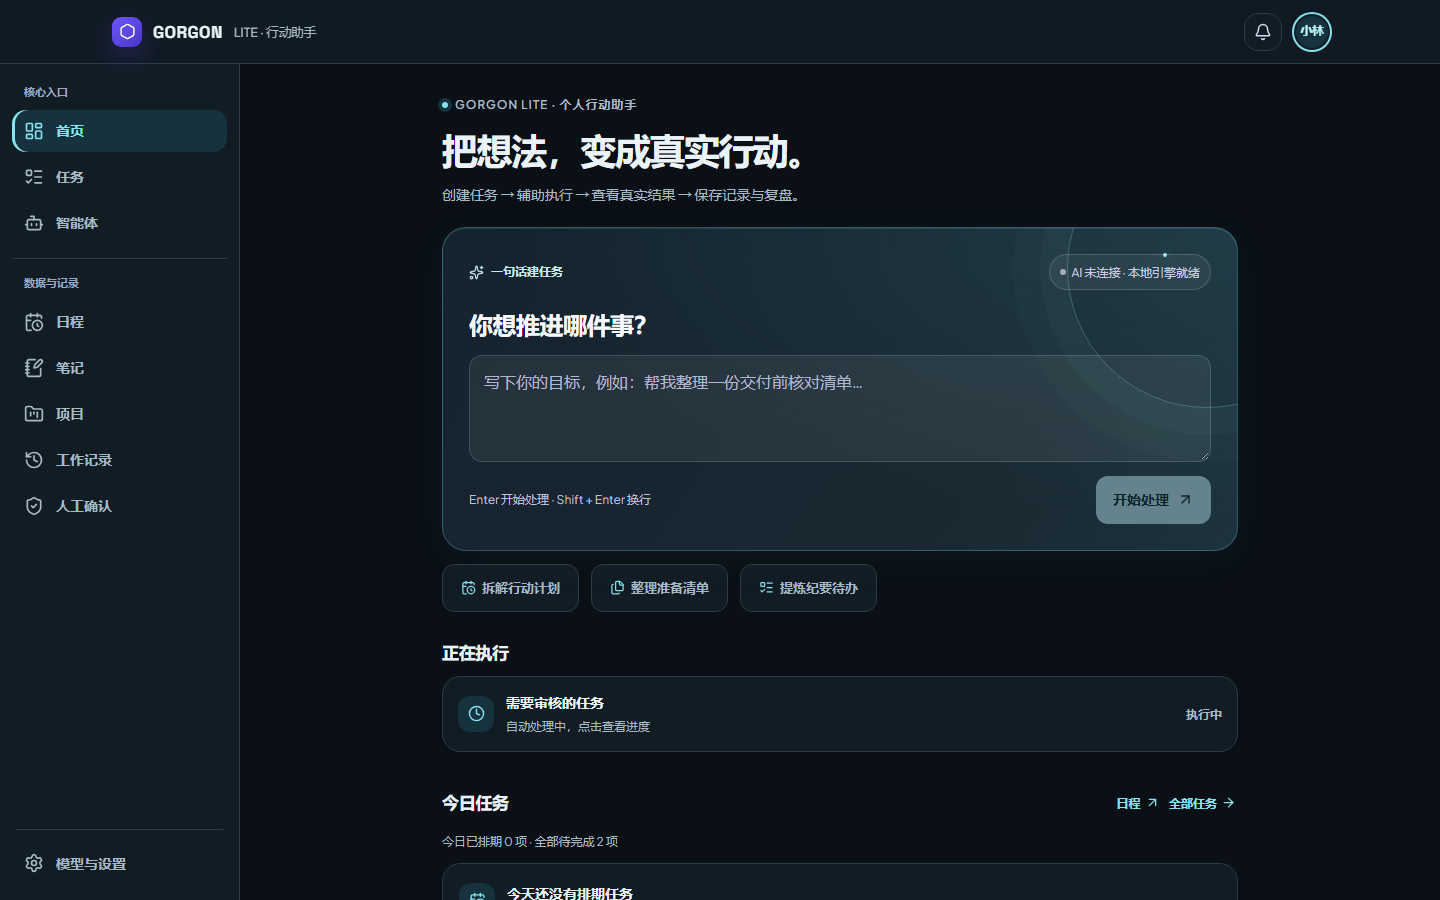 GORGON LITE · 行动助手
小林
核心入口
首页
任务
智能体
数据与记录
日程
笔记
项目
工作记录
人工确认
模型与设置
GORGON LITE · 个人行动助手
把想法，变成真实行动。
创建任务 → 辅助执行 → 查看真实结果 → 保存记录与复盘。
一句话建任务
AI 未连接 · 本地引擎就绪
你想推进哪件事？
写下你的目标，例如：帮我整理一份交付前核对清单...
Enter 开始处理 · Shift + Enter 换行
开始处理
拆解行动计划
整理准备清单
提炼纪要待办
正在执行
需要审核的任务
自动处理中，点击查看进度
执行中
今日任务
日程
全部任务
今日已排期 0 项 · 全部待完成 2 项
今天还没有排期任务